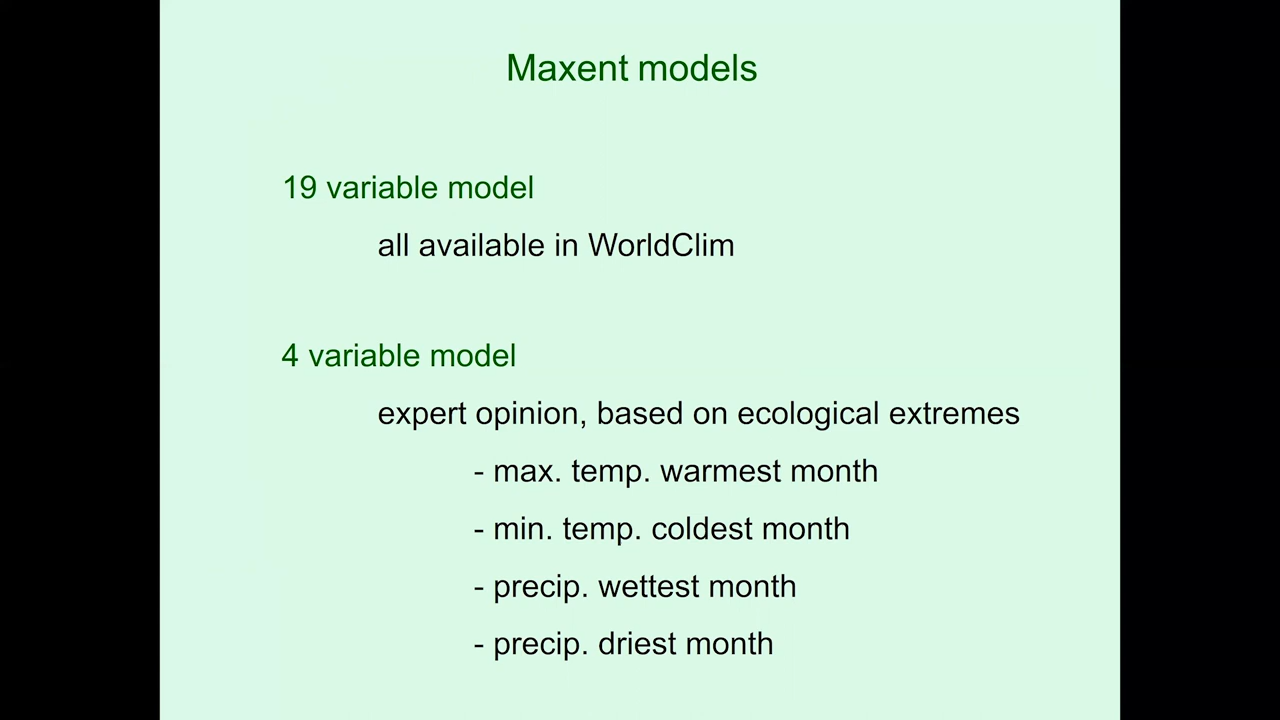 Maxent models
19 variable model
all available in WorldClim
4 variable model
expert opinion, based on ecological extremes
- max. temp. warmest month
- min. temp. coldest month
- precip. wettest month
- precip. driest month